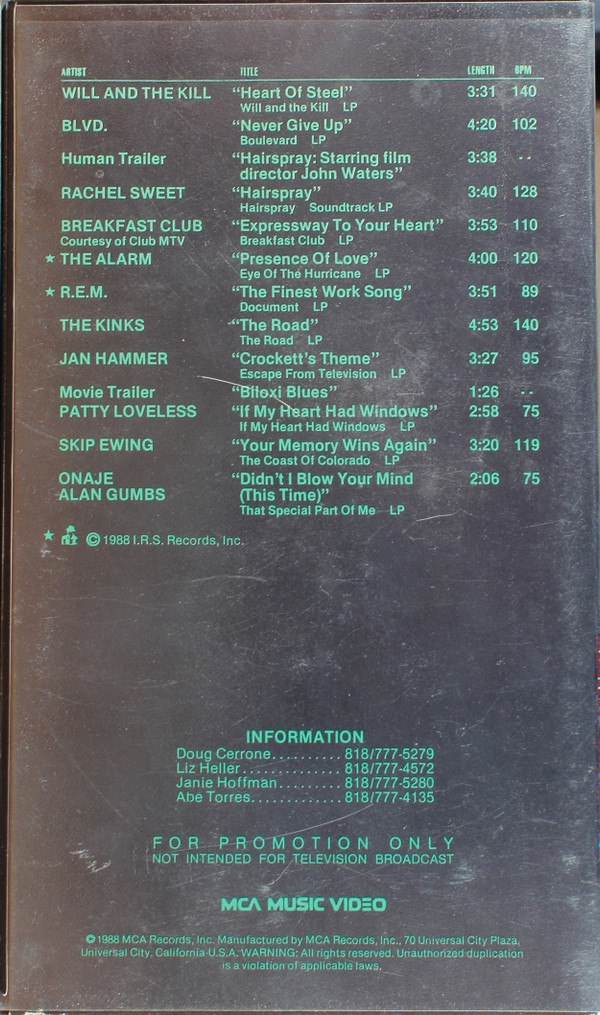 ARTIST TITLE LENGTH BPM
WILL AND THE KILL "Heart Of Steel" 3:31 140
Will and the Kill LP
BLVD. "Never Give Up" 4:20 102
Boulevard LP
Human Trailer "Hairspray: Starring film 3:38 - -
director John Waters"
RACHEL SWEET "Hairspray" 3:40 128
Hairspray Soundtrack LP
BREAKFAST CLUB "Expressway To Your Heart" 3:53 110
Courtesy of Club MTV Breakfast Club LP
★ THE ALARM "Presence Of Love" 4:00 120
Eye Of The Hurricane LP
★ R.E.M. "The Finest Work Song" 3:51 89
Document LP
THE KINKS "The Road" 4:53 140
The Road LP
JAN HAMMER "Crockett's Theme" 3:27 95
Escape From Television LP
Movie Trailer "Biloxi Blues" 1:26 - -
PATTY LOVELESS "If My Heart Had Windows" 2:58 75
If My Heart Had Windows LP
SKIP EWING "Your Memory Wins Again" 3:20 119
The Coast Of Colorado LP
ONAJE "Didn't I Blow Your Mind 2:06 75
ALAN GUMBS (This Time)"
That Special Part Of Me LP
★ © 1988 I.R.S. Records, Inc.
INFORMATION
Doug Cerrone.......... 818/777-5279
Liz Heller............. 818/777-4572
Janie Hoffman......... 818/777-5280
Abe Torres............. 818/777-4135
FOR PROMOTION ONLY
NOT INTENDED FOR TELEVISION BROADCAST
MCA MUSIC VIDEO
© 1988 MCA Records, Inc. Manufactured by MCA Records, Inc., 70 Universal City Plaza,
Universal City, California-U.S.A. WARNING: All rights reserved. Unauthorized duplication
is a violation of applicable laws.